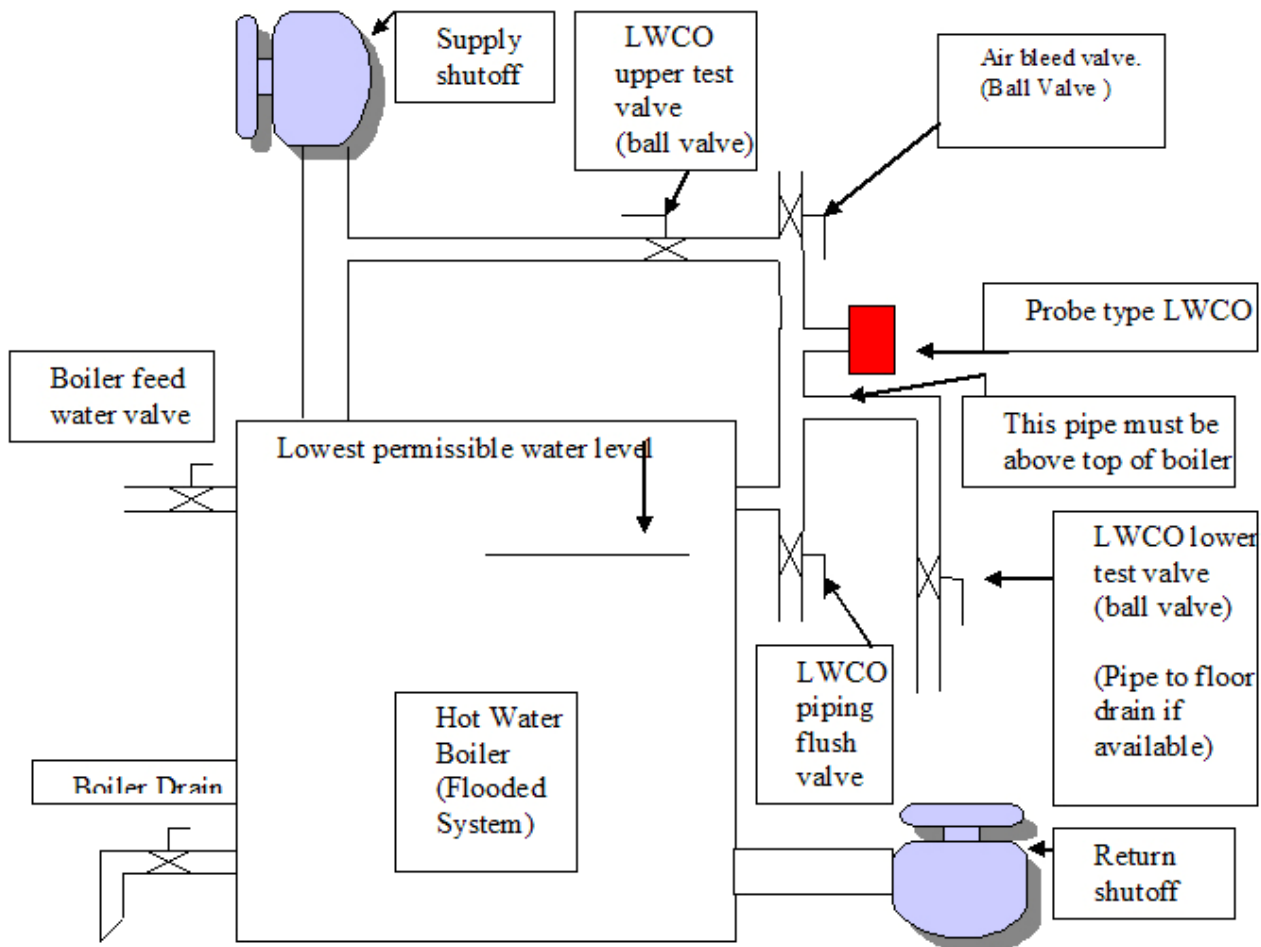 Supply
shutoff
LWCO
upper test
valve
(ball valve)
Air bleed valve.
(Ball Valve )
Probe type LWCO
Boiler feed
water valve
Lowest permissible water level
This pipe must be
above top of boiler
LWCO lower
test valve
(ball valve)
(Pipe to floor
drain if
available)
LWCO
piping
flush
valve
Hot Water
Boiler
(Flooded
System)
Boiler Drain
Return
shutoff